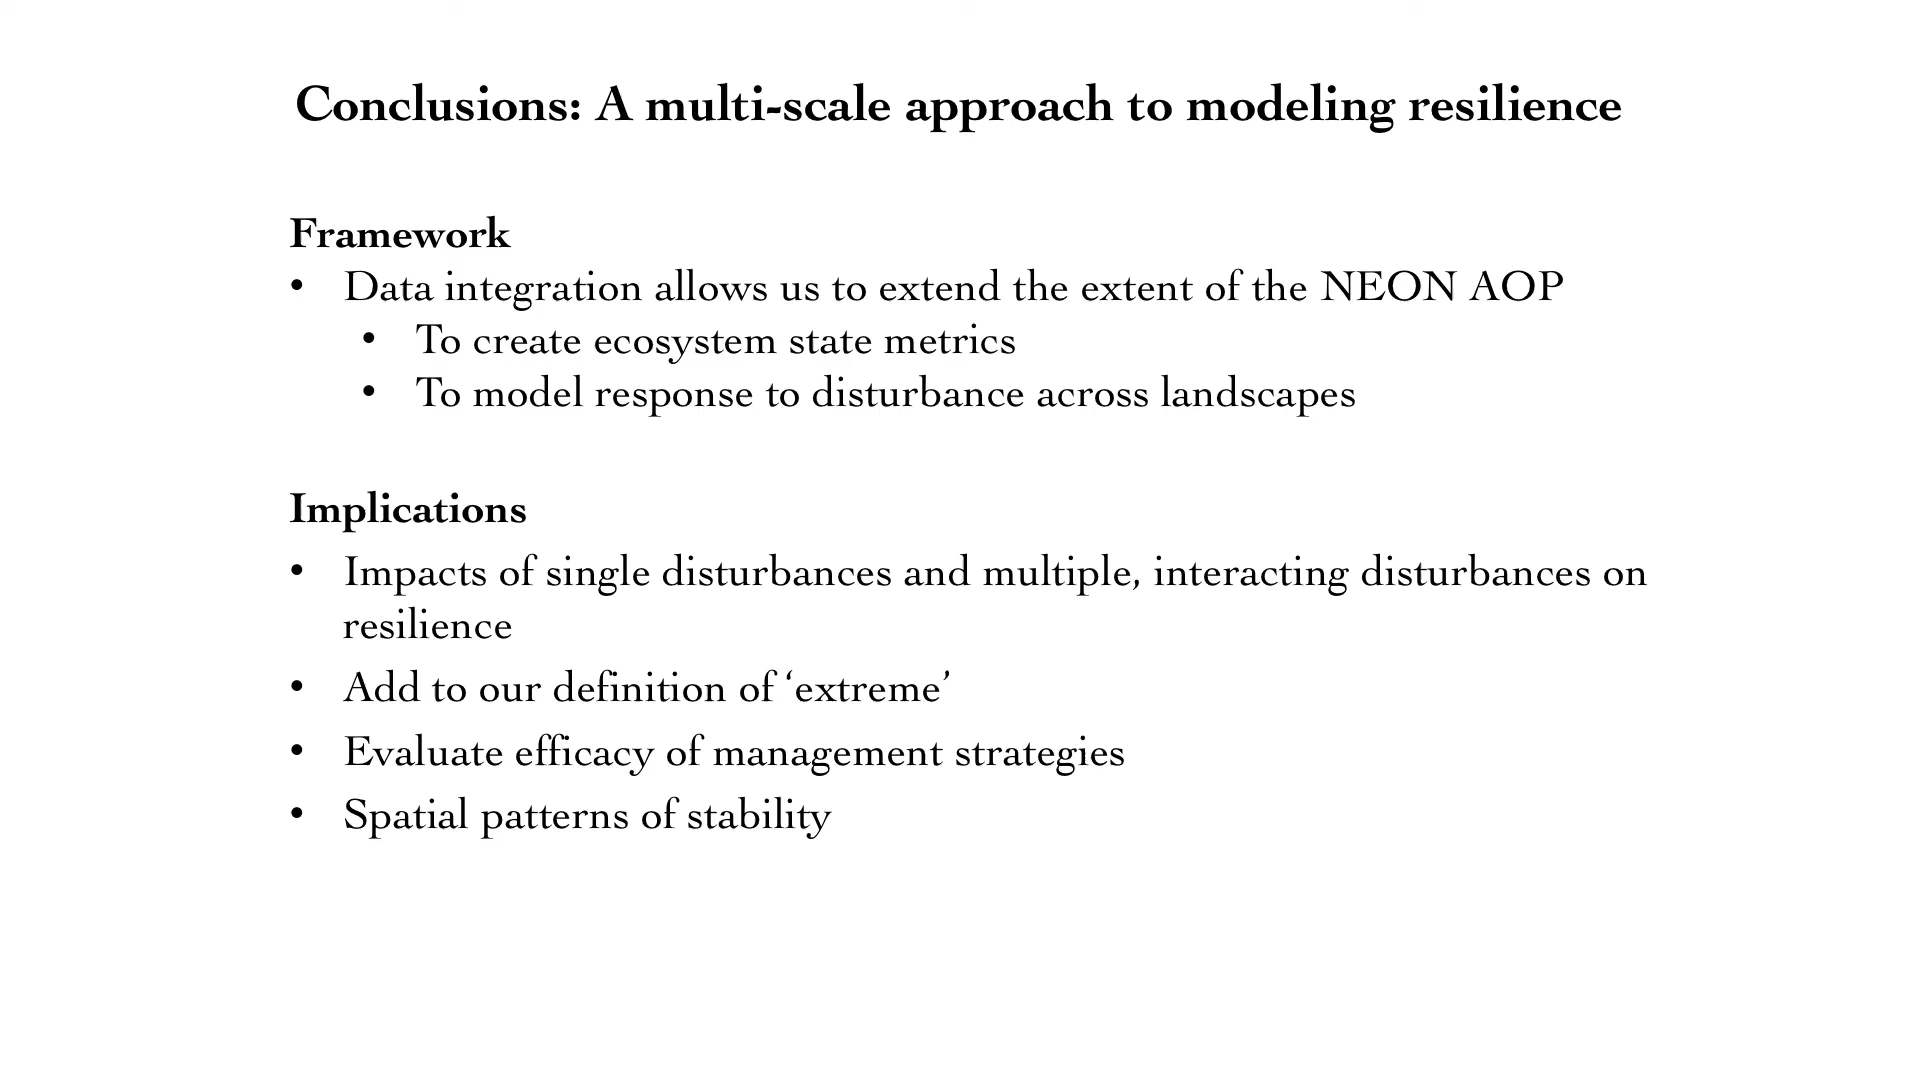 Conclusions: A multi-scale approach to modeling resilience
Framework
• Data integration allows us to extend the extent of the NEON AOP
• To create ecosystem state metrics
• To model response to disturbance across landscapes
Implications
• Impacts of single disturbances and multiple, interacting disturbances on
resilience
• Add to our definition of ‘extreme’
• Evaluate efficacy of management strategies
• Spatial patterns of stability